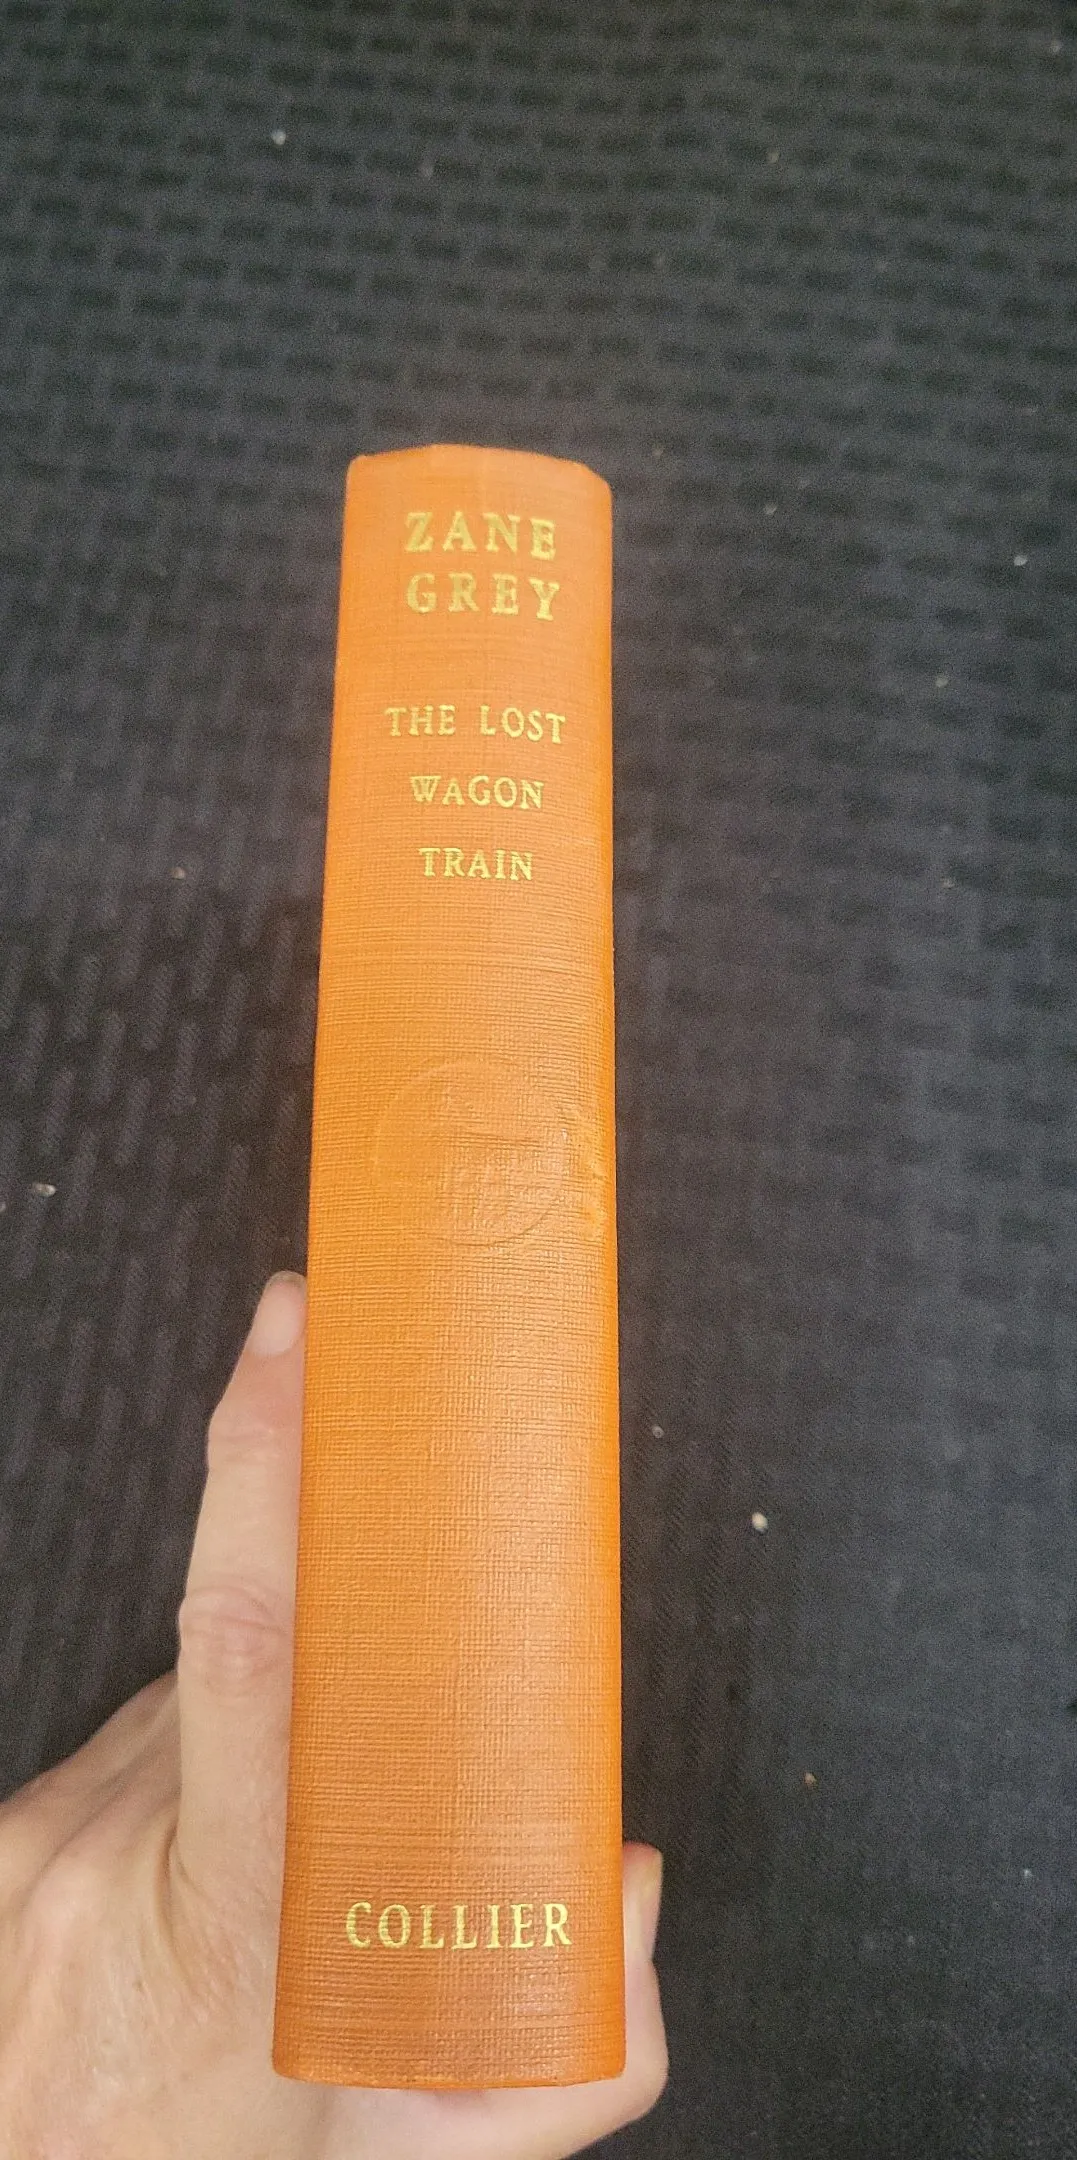 ZANE
GREY
THE LOST
WAGON
TRAIN
COLLIER